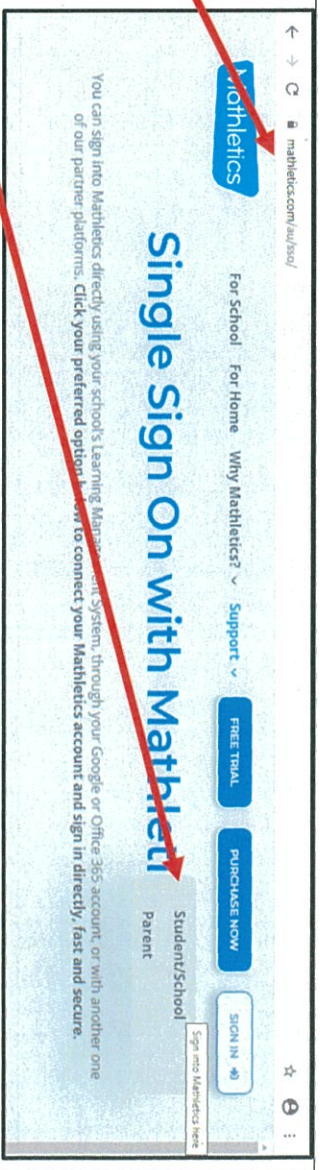 mathletics.com/au/sso/
Mathletics
For School For Home Why Mathletics? Support FREE TRIAL PURCHASE NOW SIGN IN
Sign into Mathletics here
Student/School
Parent
Single Sign On with Mathleti
You can sign into Mathletics directly using your school's Learning Management System, through your Google or Office 365 account, or with another one
of our partner platforms. Click your preferred option below to connect your Mathletics account and sign in directly, fast and secure.